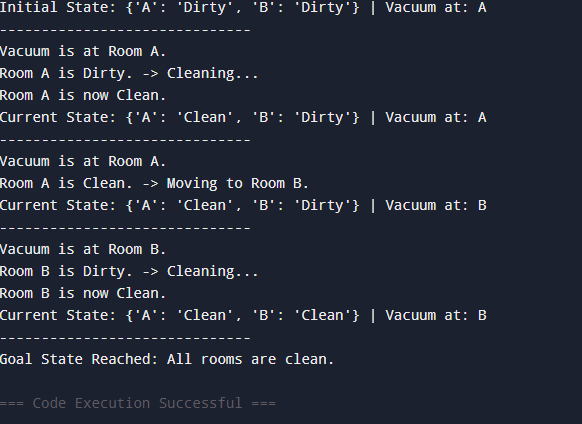 Initial State: {'A': 'Dirty', 'B': 'Dirty'} | Vacuum at: A
------------------------------
Vacuum is at Room A.
Room A is Dirty. -> Cleaning...
Room A is now Clean.
Current State: {'A': 'Clean', 'B': 'Dirty'} | Vacuum at: A
------------------------------
Vacuum is at Room A.
Room A is Clean. -> Moving to Room B.
Current State: {'A': 'Clean', 'B': 'Dirty'} | Vacuum at: B
------------------------------
Vacuum is at Room B.
Room B is Dirty. -> Cleaning...
Room B is now Clean.
Current State: {'A': 'Clean', 'B': 'Clean'} | Vacuum at: B
------------------------------
Goal State Reached: All rooms are clean.
=== Code Execution Successful ===